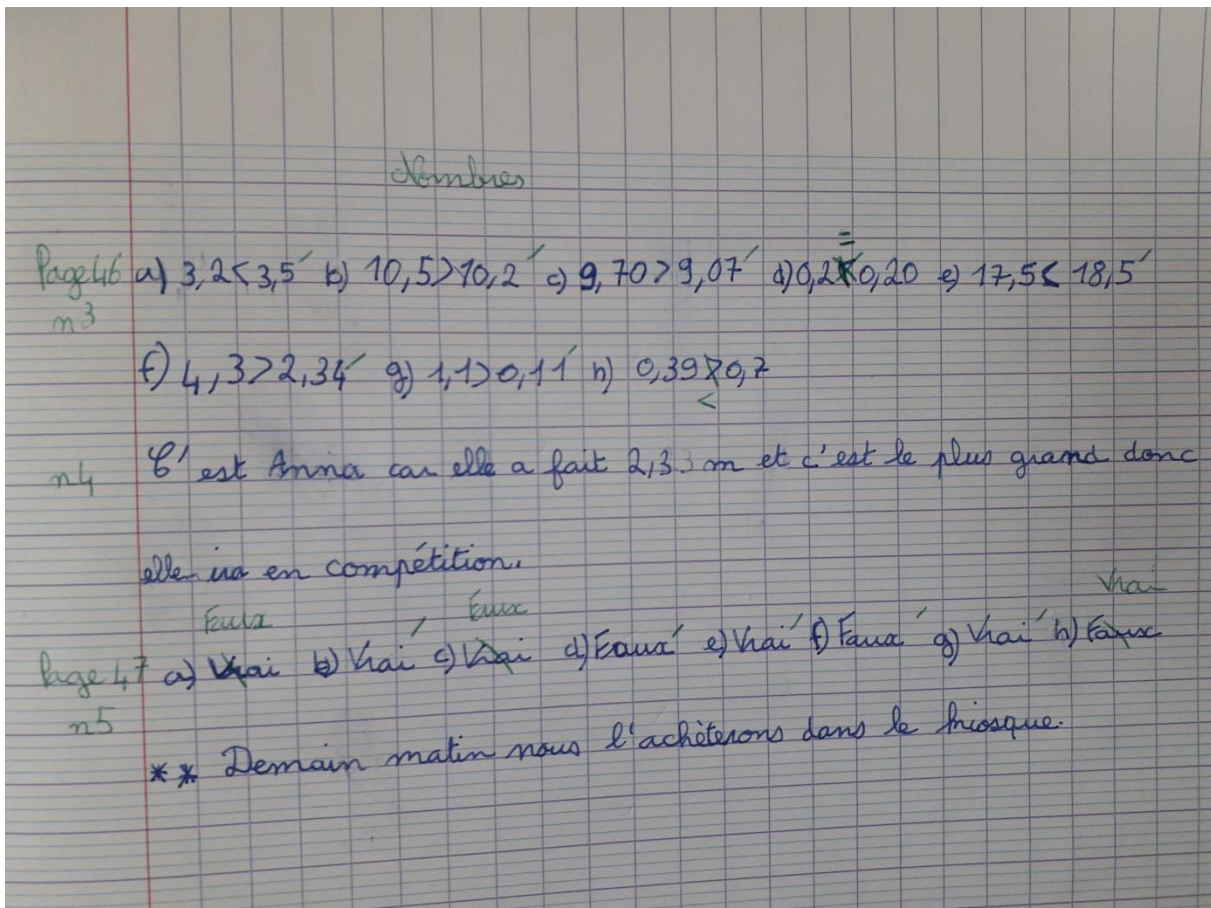 Nombres
=
Page 46 a) 3,2 < 3,5 b) 10,5 > 10,2 c) 9,70 > 9,07 d) 0,2 < 0,20 e) 17,5 < 18,5
n3
f) 4,3 > 2,34 g) 1,1 > 0,11 h) 0,39 > 0,7
<
n4 C'est Anna car elle a fait 2,33 m et c'est le plus grand donc
elle ira en compétition.
Faux Faux Vrai
Page 47 a) Vrai b) Vrai c) Vrai d) Faux e) Vrai f) Faux g) Vrai h) Faux
n5
** Demain matin nous l'achèterons dans le kiosque.